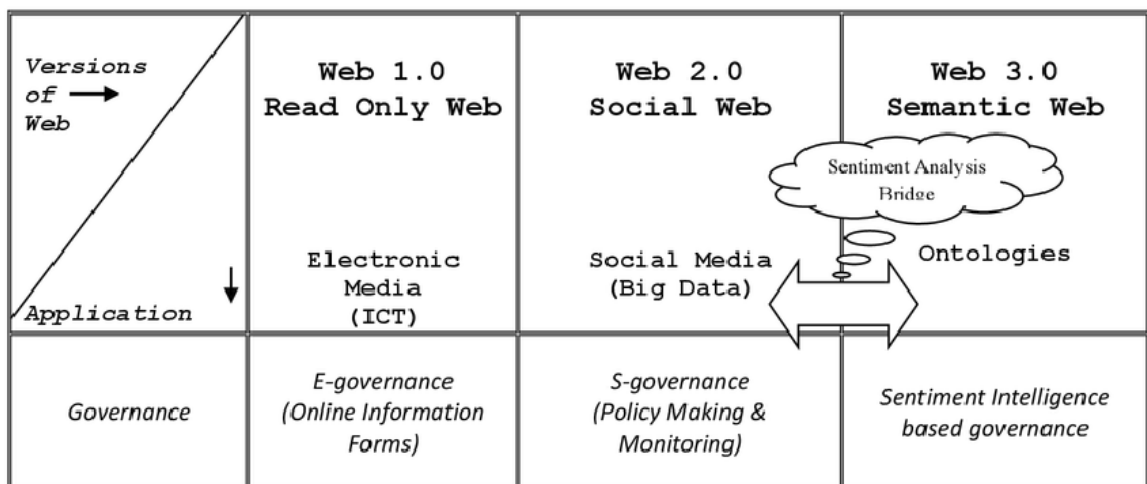 Versions
of
Web
Application
Web 1.0
Read Only Web
Electronic
Media
(ICT)
Web 2.0
Social Web
Social Media
(Big Data)
Web 3.0
Semantic Web
Sentiment Analysis
Bridge
Ontologies
Governance
E-governance
(Online Information
Forms)
S-governance
(Policy Making &
Monitoring)
Sentiment Intelligence
based governance